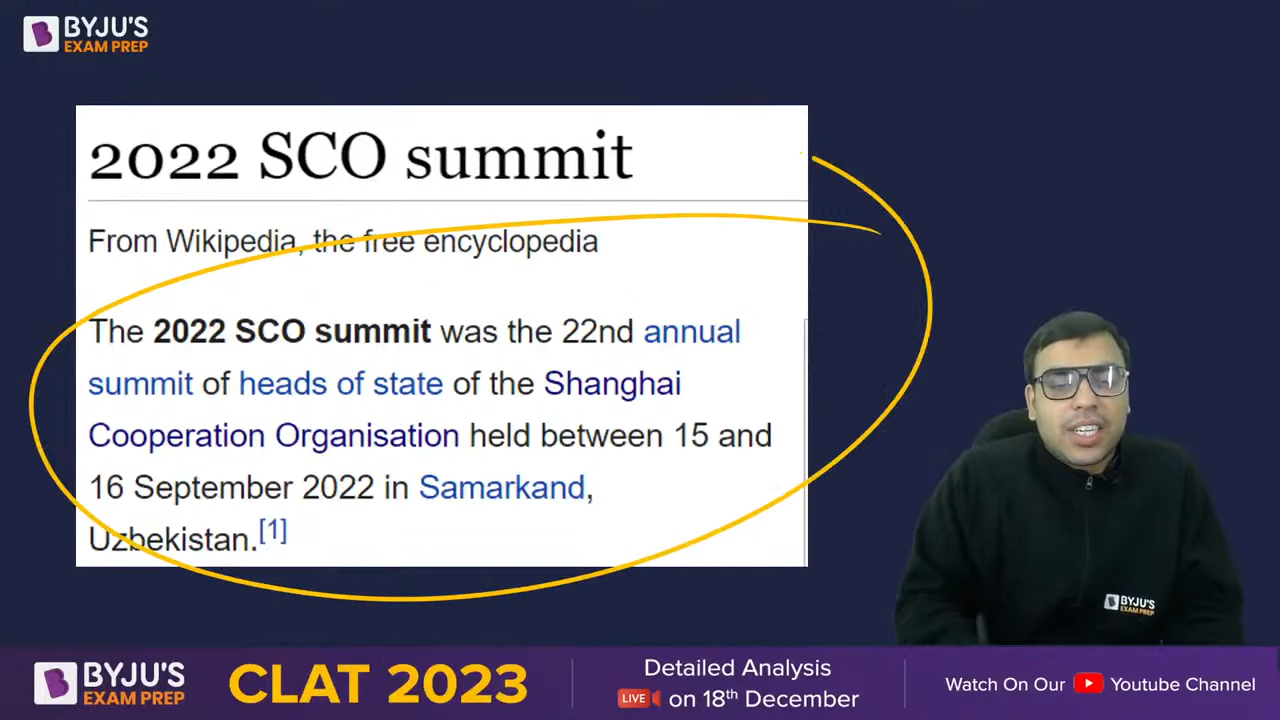 BYJU'S
EXAM PREP
2022 SCO summit
From Wikipedia, the free encyclopedia
The 2022 SCO summit was the 22nd annual
summit of heads of state of the Shanghai
Cooperation Organisation held between 15 and
16 September 2022 in Samarkand,
Uzbekistan.[1]
BYJU'S
EXAM PREP
BYJU'S
EXAM PREP
CLAT 2023
Detailed Analysis
LIVE on 18th December
Watch On Our Youtube Channel